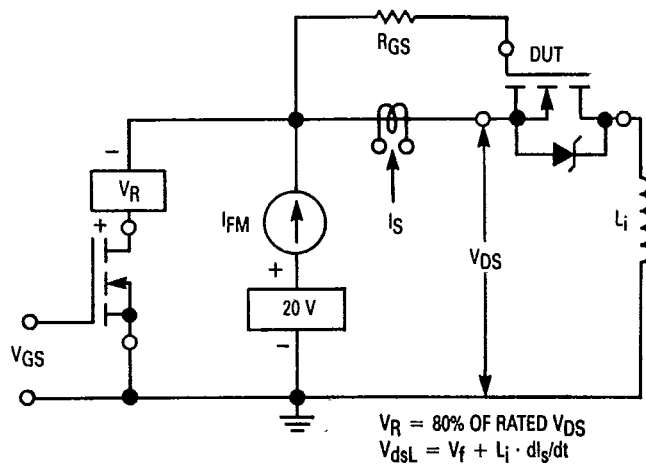 RGS
DUT
−
VR
+
IFM
IS
Li
+
VDS
20 V
−
VGS
VR = 80% OF RATED VDS
VdsL = Vf + Li · dIs/dt